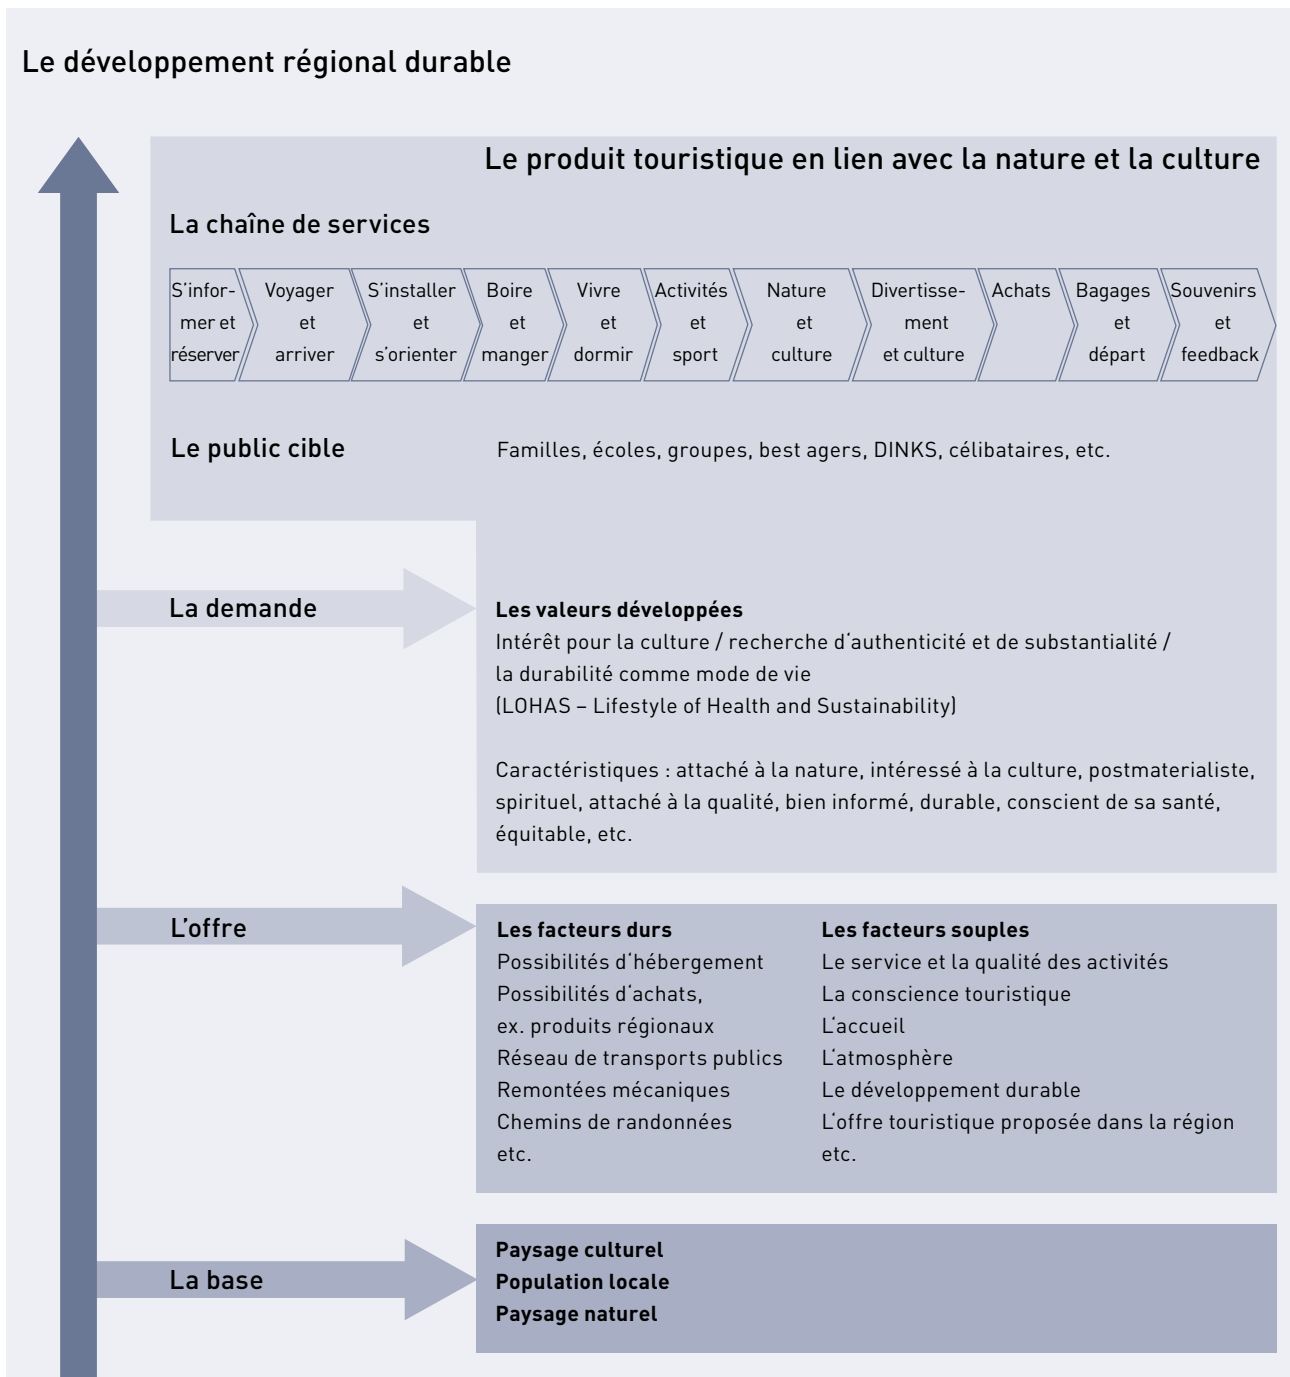 Le développement régional durable
Le produit touristique en lien avec la nature et la culture
La chaîne de services
S’infor-
mer et
réserver
Voyager
et
arriver
S’installer
et
s’orienter
Boire
et
manger
Vivre
et
dormir
Activités
et
sport
Nature
et
culture
Divertisse-
ment
et culture
Achats
Bagages
et
départ
Souvenirs
et
feedback
Le public cible
Familles, écoles, groupes, best agers, DINKS, célibataires, etc.
La demande
Les valeurs développées
Intérêt pour la culture / recherche d‘authenticité et de substantialité /
la durabilité comme mode de vie
(LOHAS – Lifestyle of Health and Sustainability)
Caractéristiques : attaché à la nature, intéressé à la culture, postmaterialiste,
spirituel, attaché à la qualité, bien informé, durable, conscient de sa santé,
équitable, etc.
L’offre
Les facteurs durs
Possibilités d‘hébergement
Possibilités d‘achats,
ex. produits régionaux
Réseau de transports publics
Remontées mécaniques
Chemins de randonnées
etc.
Les facteurs souples
Le service et la qualité des activités
La conscience touristique
L‘accueil
L‘atmosphère
Le développement durable
L‘offre touristique proposée dans la région
etc.
La base
Paysage culturel
Population locale
Paysage naturel